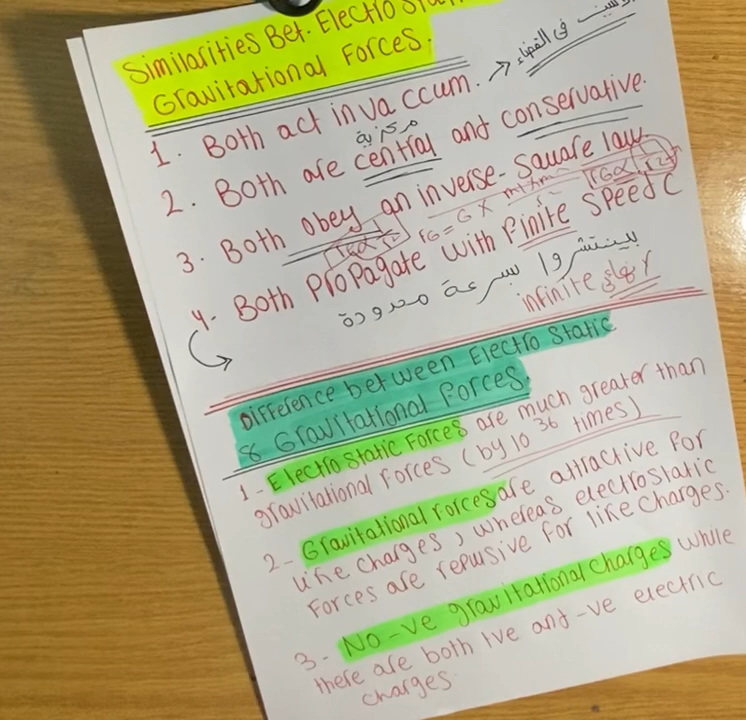 Similarities Bet. Electro
Gravitational Forces.
1. Both act in va ccum. → فى الفضاء
مركزية
2. Both are central and conservative.
3. Both obey an inverse-square law.
FG = G X
4- Both Propagate with finite speed C
بينتشروا بسرعة محدودة
infinite
Difference between Electro Static
& Gravitational Forces.
1- Electro Static Forces are much greater than
gravitational Forces (by 10 36 times)
2- Gravitational Forces are attractive for
like charges, whereas electrostatic
Forces are repusive for like charges.
3- No -ve gravitational charges while
there are both +ve and -ve electric
charges